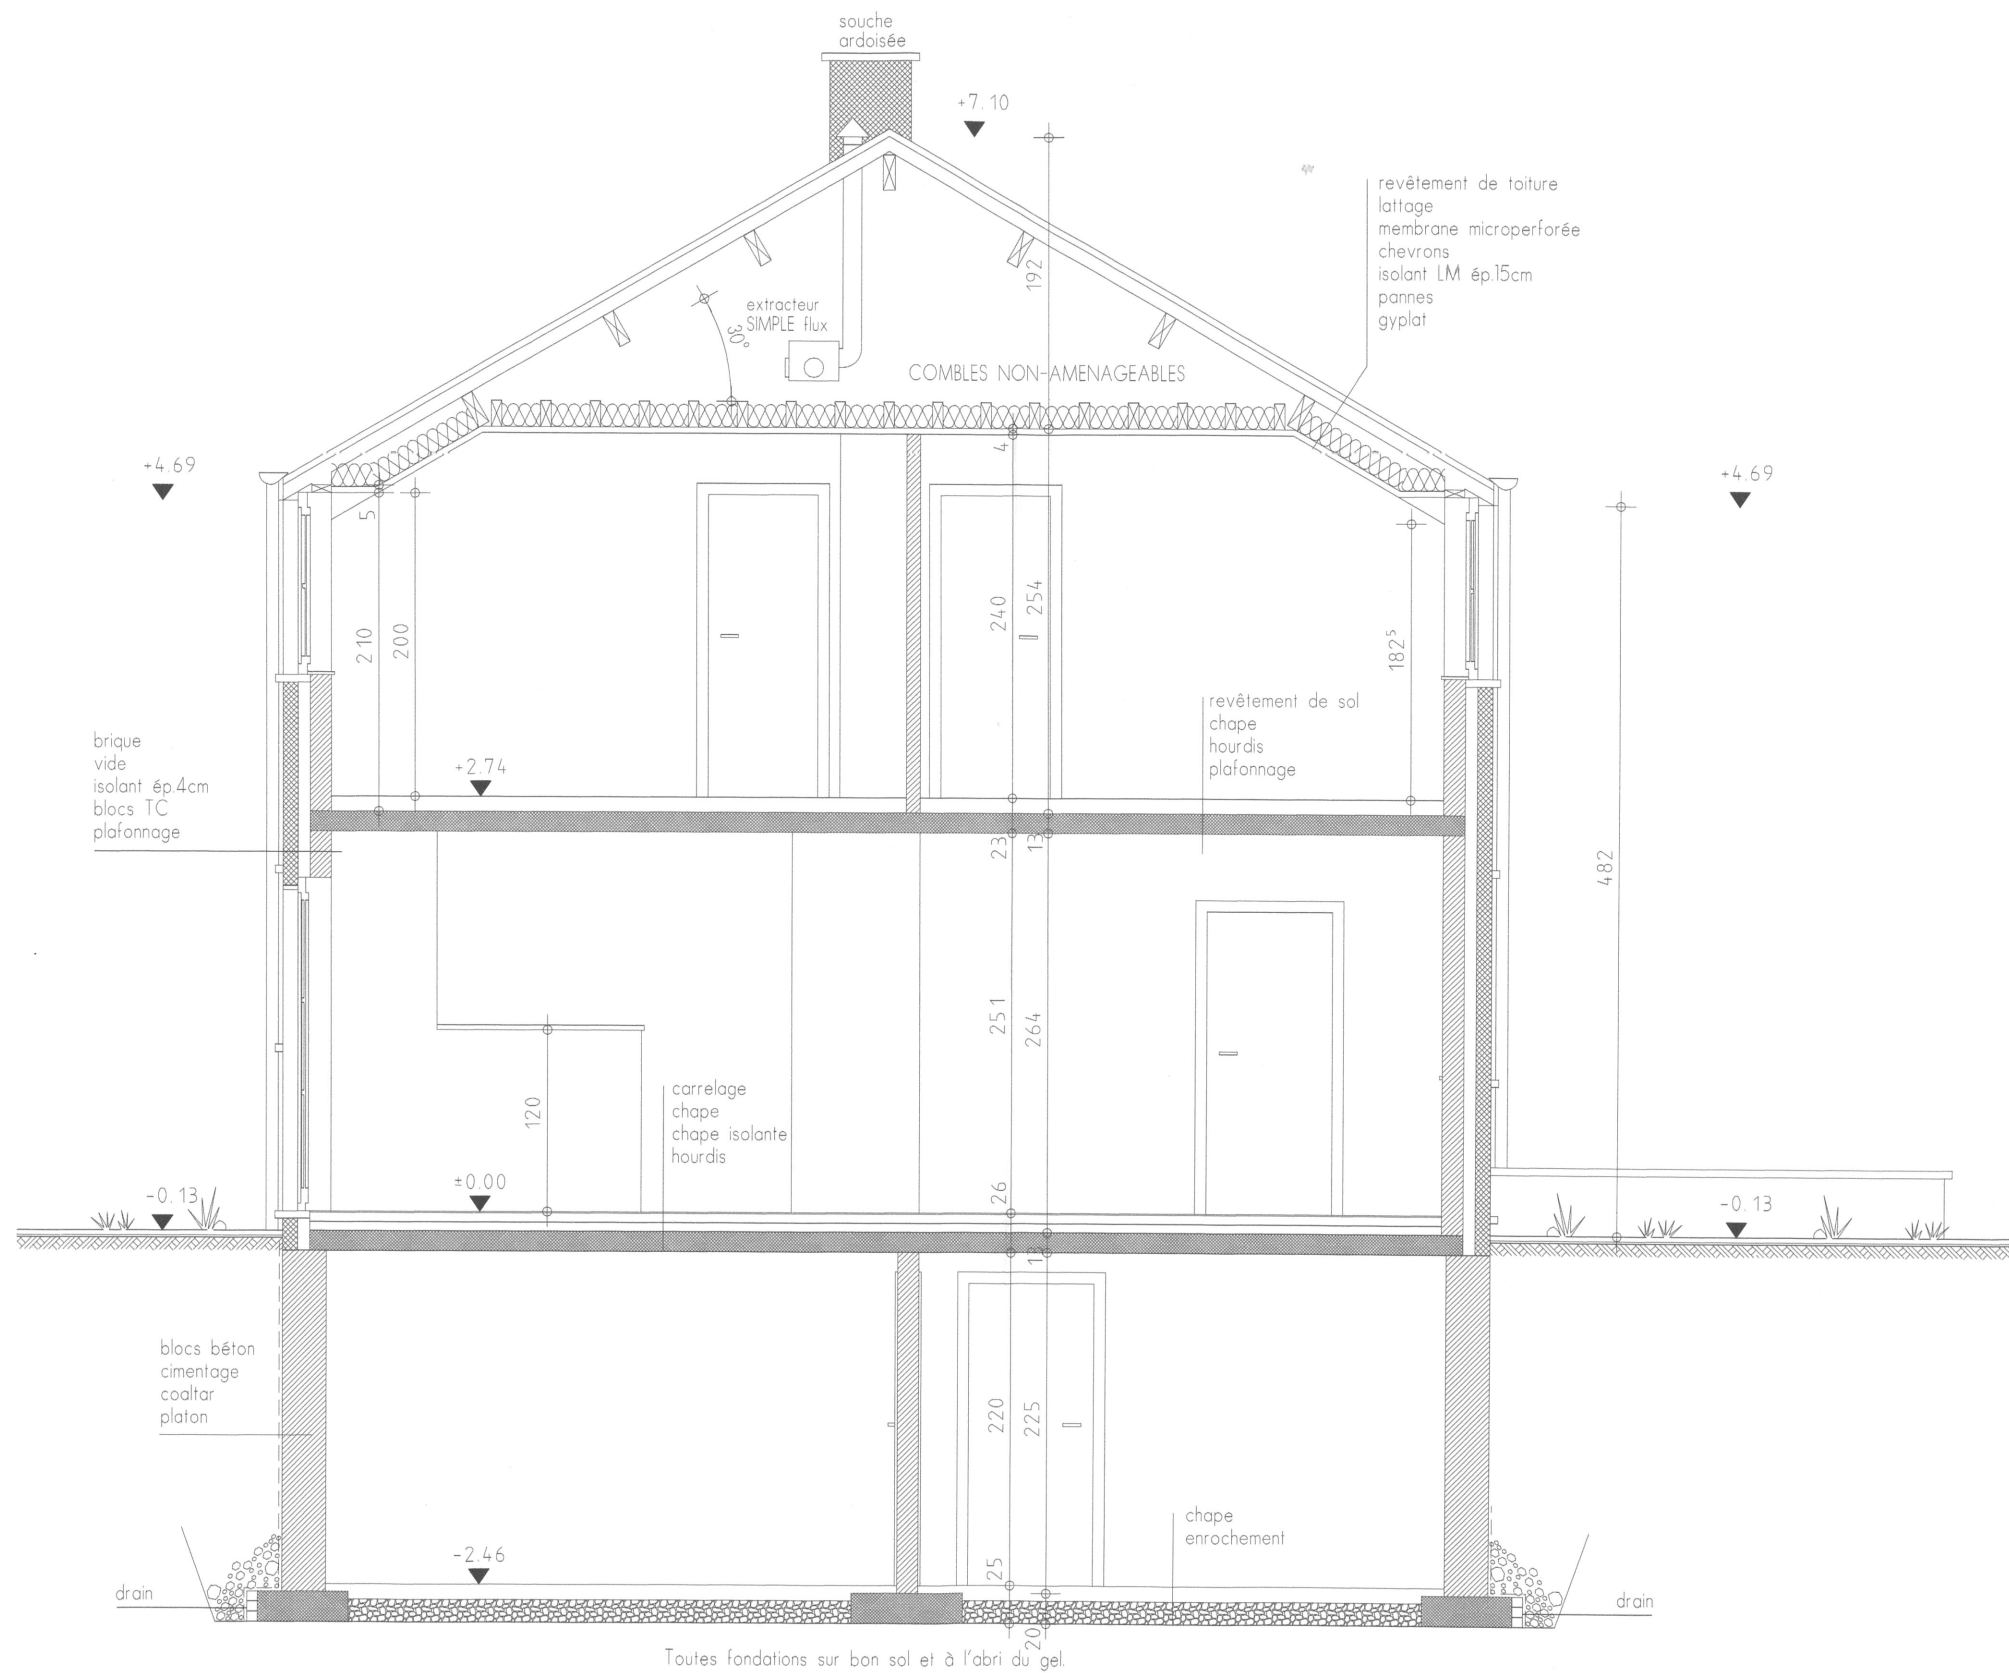 souche
ardoisée
+7.10
revêtement de toiture
lattage
membrane microperforée
chevrons
isolant LM ép.15cm
pannes
gyplat
192
extracteur
SIMPLE flux
30°
COMBLES NON-AMENAGEABLES
+4.69
+4.69
4
5
210
200
240
254
182⁵
revêtement de sol
chape
hourdis
plafonnage
brique
vide
isolant ép.4cm
blocs TC
plafonnage
+2.74
23
13
482
251
264
120
carrelage
chape
chape isolante
hourdis
±0.00
26
-0.13
-0.13
13
blocs béton
cimentage
coaltar
platon
220
225
chape
enrochement
-2.46
25
drain
drain
20
Toutes fondations sur bon sol et à l'abri du gel.